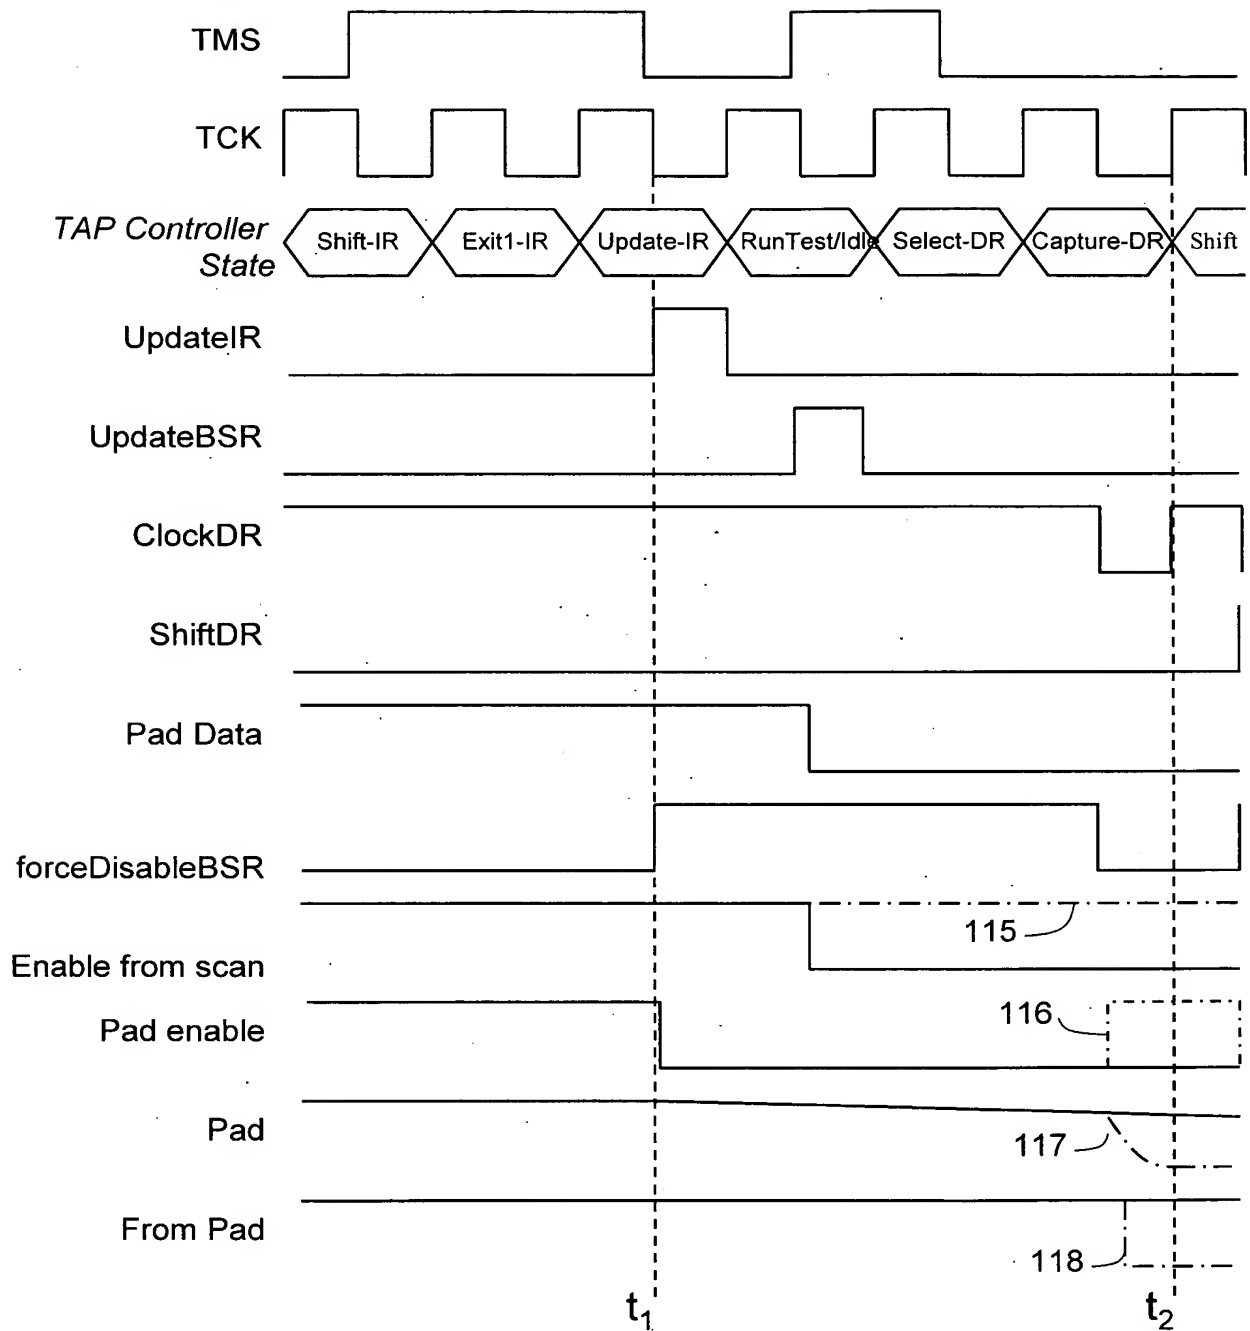 TMS
TCK
TAP Controller
State
Shift-IR
Exit1-IR
Update-IR
RunTest/Idle
Select-DR
Capture-DR
Shift
UpdateIR
UpdateBSR
ClockDR
ShiftDR
Pad Data
forceDisableBSR
115
Enable from scan
Pad enable
116
Pad
117
From Pad
118
t1
t2